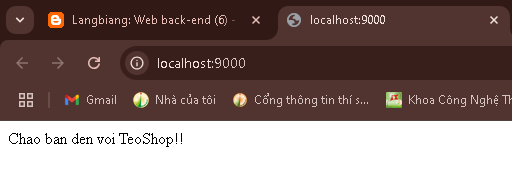 Langbiang: Web back-end (6) -
localhost:9000
localhost:9000
Gmail
Nhà của tôi
Cổng thông tin thí s...
Khoa Công Nghệ Th
Chao ban den voi TeoShop!!